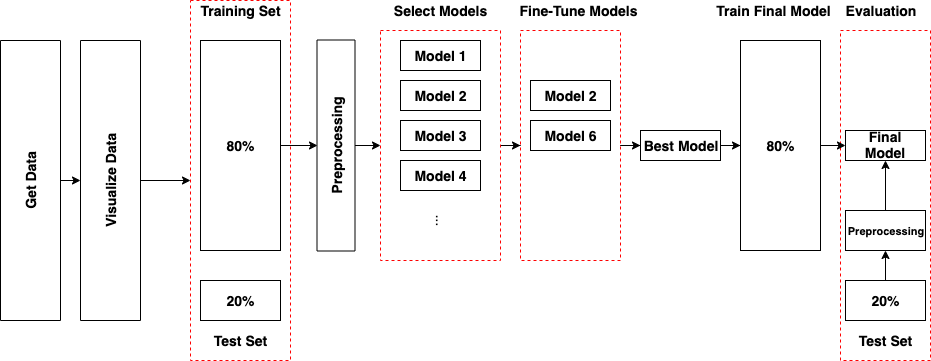 Training Set
Select Models
Fine-Tune Models
Train Final Model
Evaluation
Get Data
Visualize Data
80%
20%
Test Set
Preprocessing
Model 1
Model 2
Model 3
Model 4
...
Model 2
Model 6
Best Model
80%
Final
Model
Preprocessing
20%
Test Set